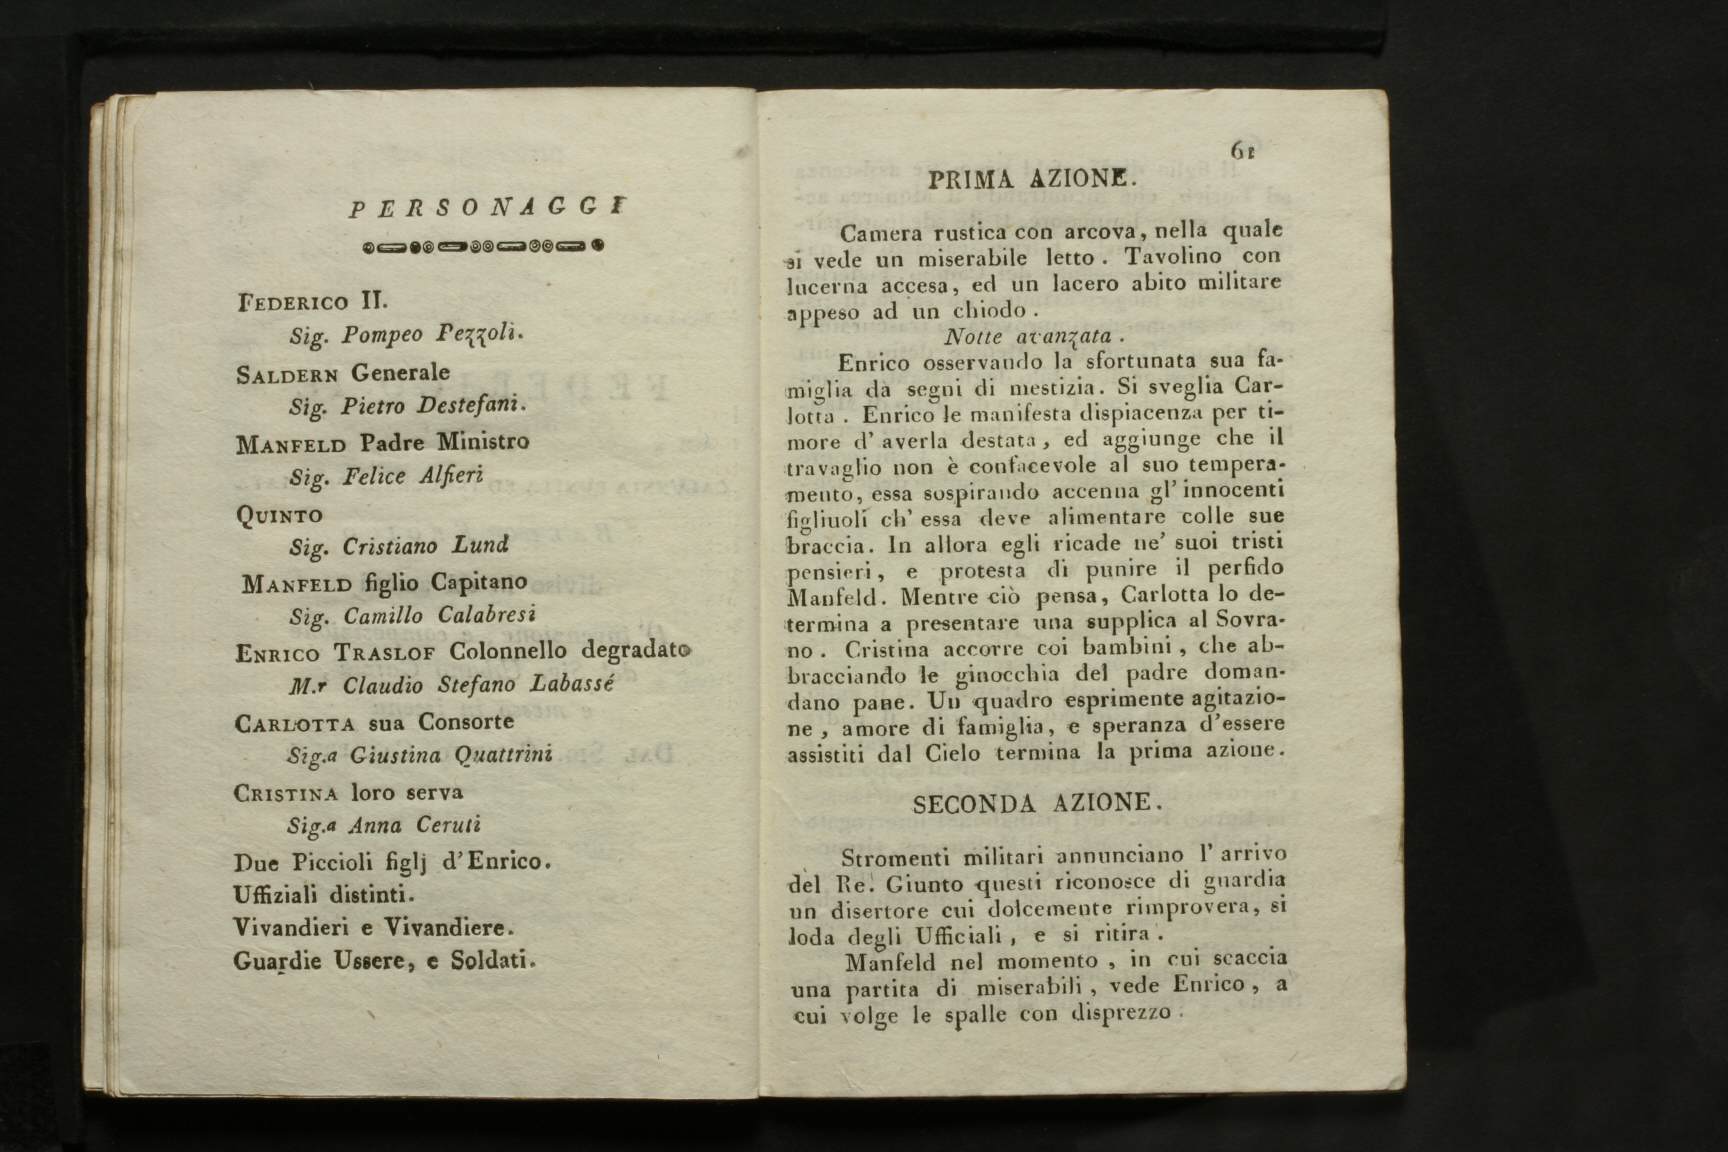 PERSONAGGI
FEDERICO II.
Sig. Pompeo Pezzoli.
SALDERN Generale
Sig. Pietro Destefani.
MANFELD Padre Ministro
Sig. Felice Alfieri
QUINTO
Sig. Cristiano Lund
MANFELD figlio Capitano
Sig. Camillo Calabresi
ENRICO TRASLOF Colonnello degradato
M.r Claudio Stefano Labassé
CARLOTTA sua Consorte
Sig.a Giustina Quattrini
CRISTINA loro serva
Sig.a Anna Ceruti
Due Piccioli figlj d'Enrico.
Uffiziali distinti.
Vivandieri e Vivandiere.
Guardie Ussere, e Soldati.
61
PRIMA AZIONE.
Camera rustica con arcova, nella quale
si vede un miserabile letto. Tavolino con
lucerna accesa, ed un lacero abito militare
appeso ad un chiodo.
Notte avanzata.
Enrico osservando la sfortunata sua fa-
miglia dà segni di mestizia. Si sveglia Car-
lotta. Enrico le manifesta dispiacenza per ti-
more d' averla destata, ed aggiunge che il
travaglio non è confacevole al suo tempera-
mento, essa sospirando accenna gl' innocenti
figliuoli ch' essa deve alimentare colle sue
braccia. In allora egli ricade ne' suoi tristi
pensieri, e protesta di punire il perfido
Manfeld. Mentre ciò pensa, Carlotta lo de-
termina a presentare una supplica al Sovra-
no. Cristina accorre coi bambini, che ab-
bracciando le ginocchia del padre doman-
dano pane. Un quadro esprimente agitazio-
ne, amore di famiglia, e speranza d'essere
assistiti dal Cielo termina la prima azione.
SECONDA AZIONE.
Stromenti militari annunciano l' arrivo
del Re. Giunto questi riconosce di guardia
un disertore cui dolcemente rimprovera, si
loda degli Ufficiali, e si ritira.
Manfeld nel momento, in cui scaccia
una partita di miserabili, vede Enrico, a
cui volge le spalle con disprezzo.